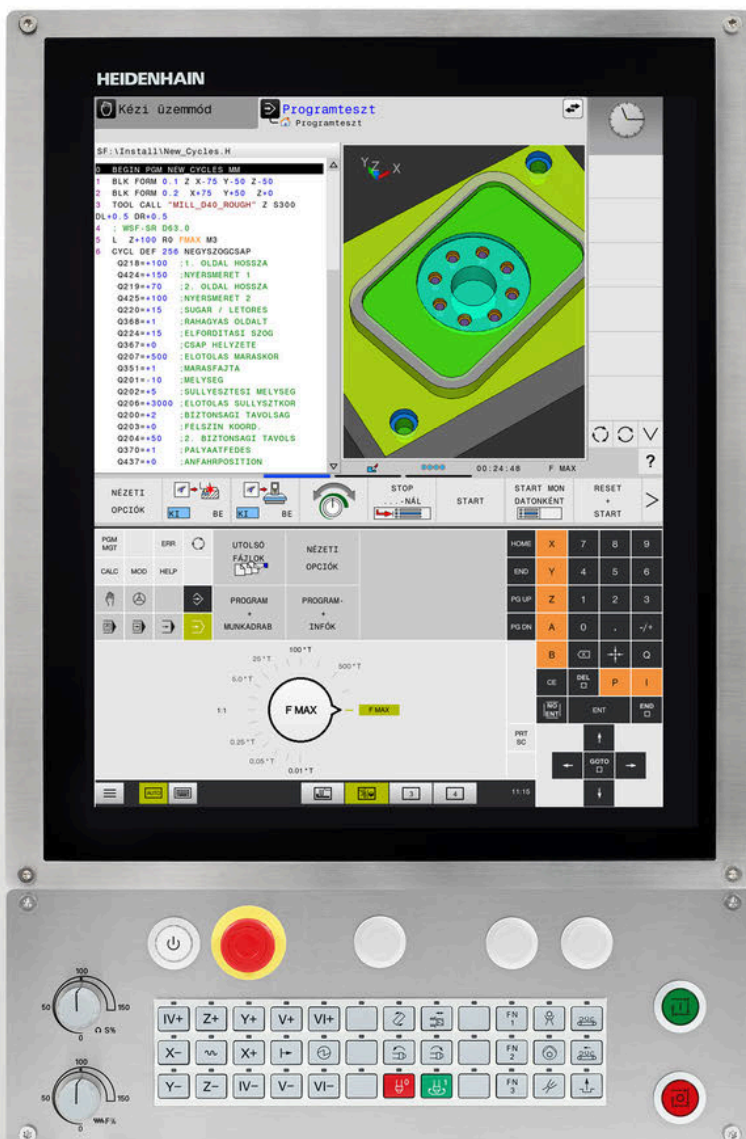 HEIDENHAIN
Kézi üzemmód
Programteszt
Programteszt
SF:\Install\New_Cycles.H
0 BEGIN PGM NEW_CYCLES MM
1 BLK FORM 0.1 Z X-75 Y-50 Z-50
2 BLK FORM 0.2 X+75 Y+50 Z+0
3 TOOL CALL "MILL_D40_ROUGH" Z S300
DL+0.5 DR+0.5
4 ; WSF-SR D63.0
5 L Z+100 R0 FMAX M3
6 CYCL DEF 256 NEGYSZOGCSAP
Q218=+100 ;1. OLDAL HOSSZA
Q424=+150 ;NYERSMERET 1
Q219=+70 ;2. OLDAL HOSSZA
Q425=+100 ;NYERSMERET 2
Q220=+15 ;SUGAR / LETORES
Q368=+1 ;RAHAGYAS OLDALT
Q224=+15 ;ELFORDITASI SZOG
Q367=+0 ;CSAP HELYZETE
Q207=+500 ;ELOTOLAS MARASKOR
Q351=+1 ;MARASFAJTA
Q201=-10 ;MELYSEG
Q202=+5 ;SULLYESZTESI MELYSEG
Q206=+3000 ;ELOTOLAS SULLYSZTKOR
Q200=+2 ;BIZTONSAGI TAVOLSAG
Q203=+0 ;FELSZIN KOORD.
Q204=+50 ;2. BIZTONSAGI TAVOLS
Q370=+1 ;PALYAATFEDES
Q437=+0 ;ANFAHRPOSITION
Y Z X
00:24:48 F MAX
?
NÉZETI
OPCIÓK
KI BE
KI BE
STOP
...-NÁL
START
START MON
DATONKÉNT
RESET
+
START
PGM
MGT
ERR
CALC MOD HELP
UTOLSÓ
FÁJLOK
NÉZETI
OPCIÓK
PROGRAM
+
MUNKADRAB
PROGRAM-
+
INFÓK
HOME X 7 8 9
END Y 4 5 6
PG UP Z 1 2 3
PG DN A 0 . -/+
B Q
CE DEL P I
NO
ENT
ENT
END
PRT
SC
GOTO
100*T
25*T
500*T
5.0*T
1:1
F MAX
F MAX
0.25*T
0.05*T
0.01*T
AUTO
3
4
11:15
100
50
150
0
S%
100
50
150
0
F%
IV+ Z+ Y+ V+ VI+ FN 1
X- X+ FN 2
Y- Z- IV- V- VI- 0 1 FN 3